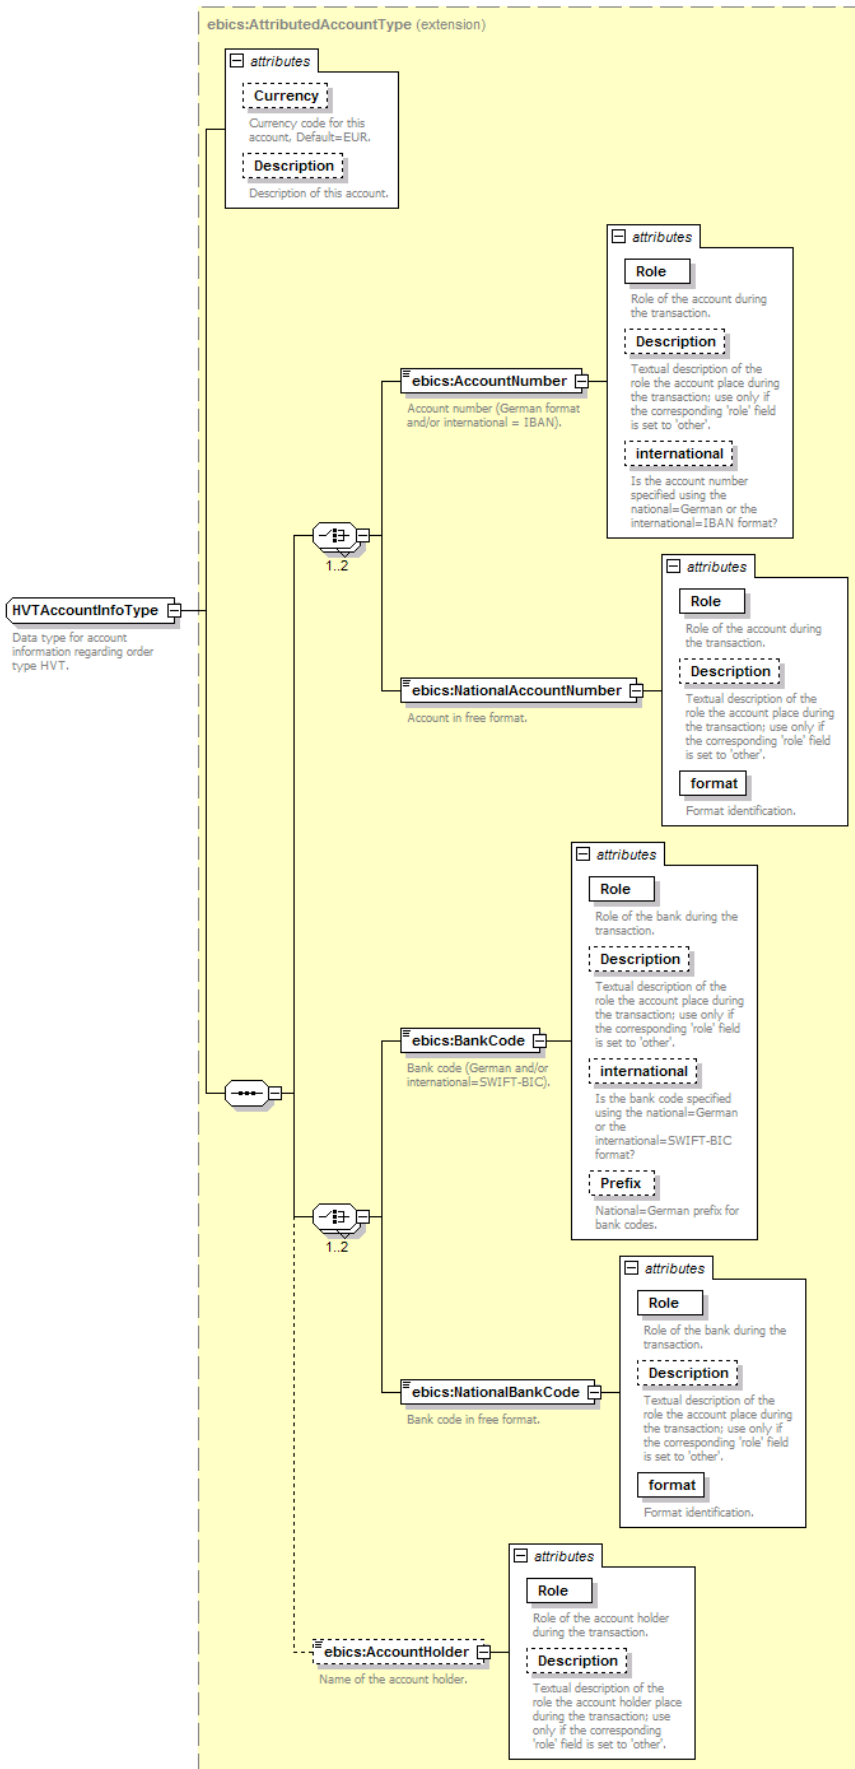 ebics:AttributedAccountType (extension)
attributes
Currency
Currency code for this
account, Default=EUR.
Description
Description of this account.
attributes
Role
Role of the account during
the transaction.
Description
Textual description of the
role the account place during
the transaction; use only if
the corresponding 'role' field
is set to 'other'.
international
Is the account number
specified using the
national=German or the
international=IBAN format?
ebics:AccountNumber
Account number (German format
and/or international = IBAN).
1..2
attributes
Role
Role of the account during
the transaction.
Description
Textual description of the
role the account place during
the transaction; use only if
the corresponding 'role' field
is set to 'other'.
format
Format identification.
HVTAccountInfoType
Data type for account
information regarding order
type HVT.
ebics:NationalAccountNumber
Account in free format.
attributes
Role
Role of the bank during the
transaction.
Description
Textual description of the
role the account place during
the transaction; use only if
the corresponding 'role' field
is set to 'other'.
international
Is the bank code specified
using the national=German
or the
international=SWIFT-BIC
format?
Prefix
National=German prefix for
bank codes.
ebics:BankCode
Bank code (German and/or
international=SWIFT-BIC).
1..2
attributes
Role
Role of the bank during the
transaction.
Description
Textual description of the
role the account place during
the transaction; use only if
the corresponding 'role' field
is set to 'other'.
format
Format identification.
ebics:NationalBankCode
Bank code in free format.
attributes
Role
Role of the account holder
during the transaction.
Description
Textual description of the
role the account holder place
during the transaction; use
only if the corresponding
'role' field is set to 'other'.
ebics:AccountHolder
Name of the account holder.